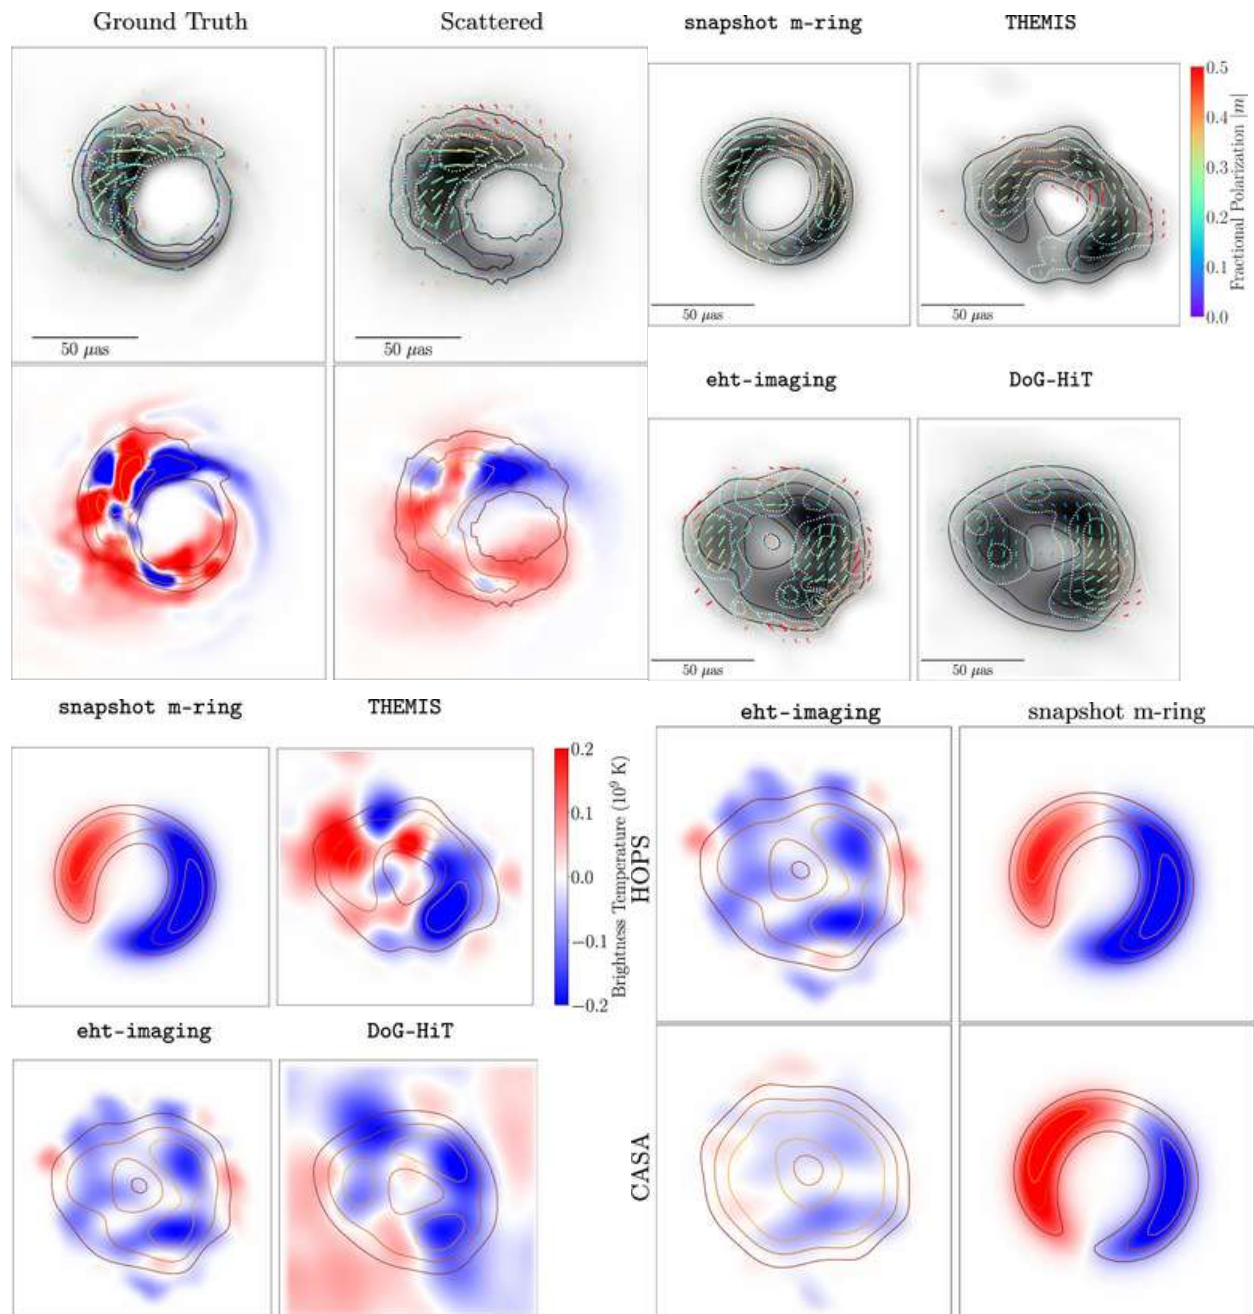 Ground Truth
Scattered
snapshot m-ring
THEMIS
50 μas
50 μas
50 μas
50 μas
0.5
0.4
0.3
0.2
0.1
0.0
Fractional Polarization |m|
eht-imaging
DoG-HiT
50 μas
50 μas
snapshot m-ring
THEMIS
0.2
0.1
0.0
−0.1
−0.2
Brightness Temperature (10⁹ K)
eht-imaging
DoG-HiT
eht-imaging
snapshot m-ring
HOPS
CASA